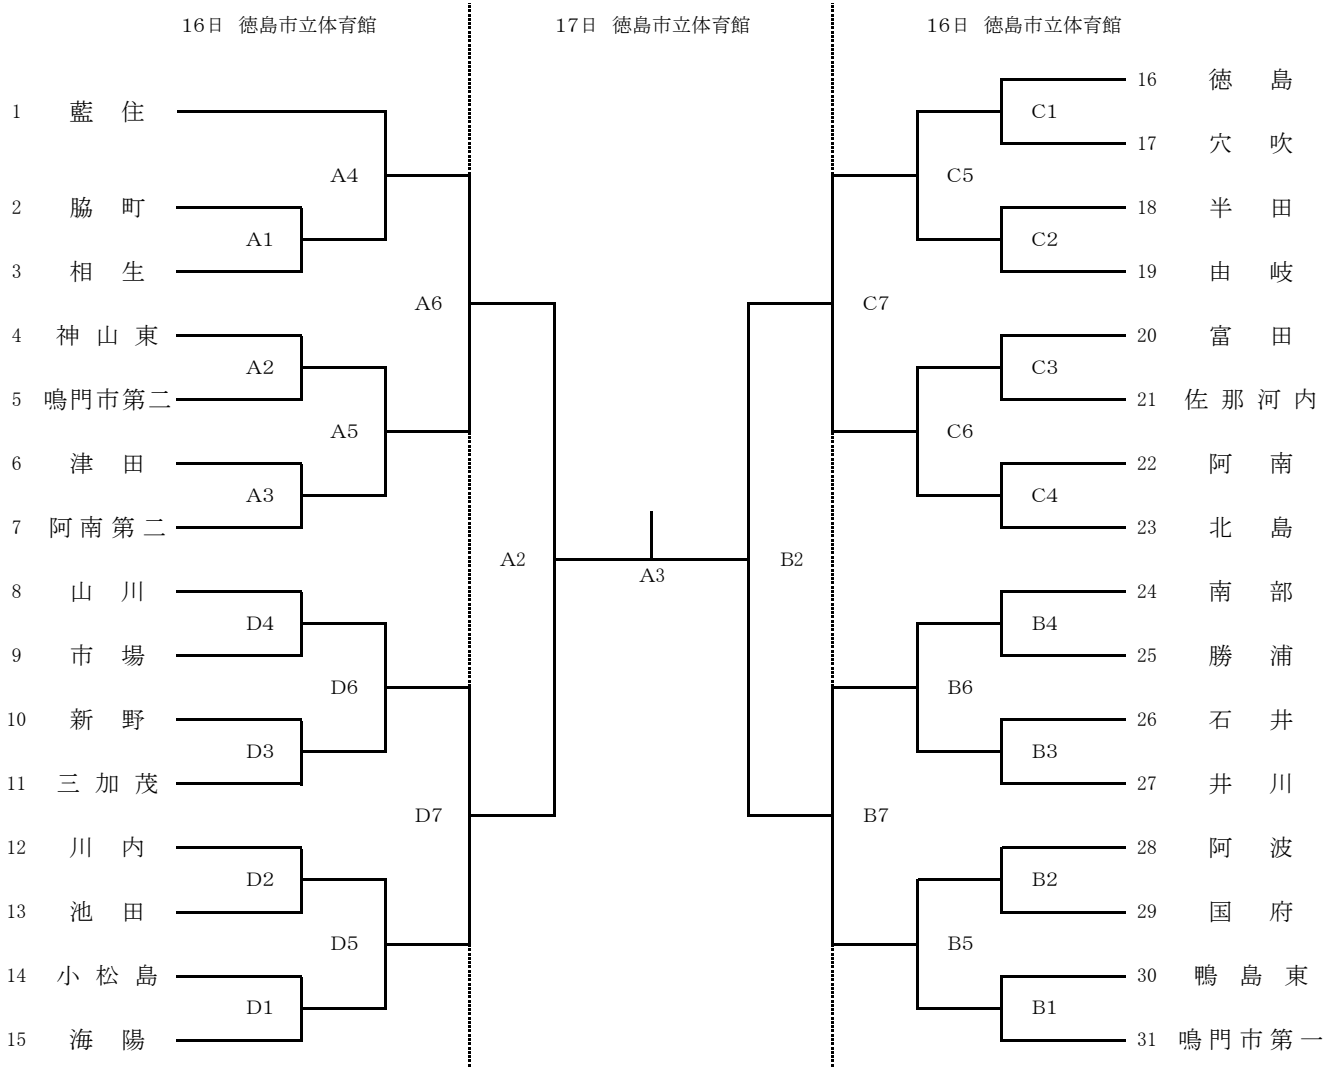 16日 徳島市立体育館 17日 徳島市立体育館 16日 徳島市立体育館
16 徳島
1 藍住 C1
17 穴吹
A4 C5
2 脇町 18 半田
A1 C2
3 相生 19 由岐
A6 C7
4 神山東 20 富田
A2 C3
5 鳴門市第二 21 佐那河内
A5 C6
6 津田 22 阿南
A3 C4
7 阿南第二 23 北島
A2 B2
A3
8 山川 24 南部
D4 B4
9 市場 25 勝浦
D6 B6
10 新野 26 石井
D3 B3
11 三加茂 27 井川
D7 B7
12 川内 28 阿波
D2 B2
13 池田 29 国府
D5 B5
14 小松島 30 鴨島東
D1 B1
15 海陽 31 鳴門市第一